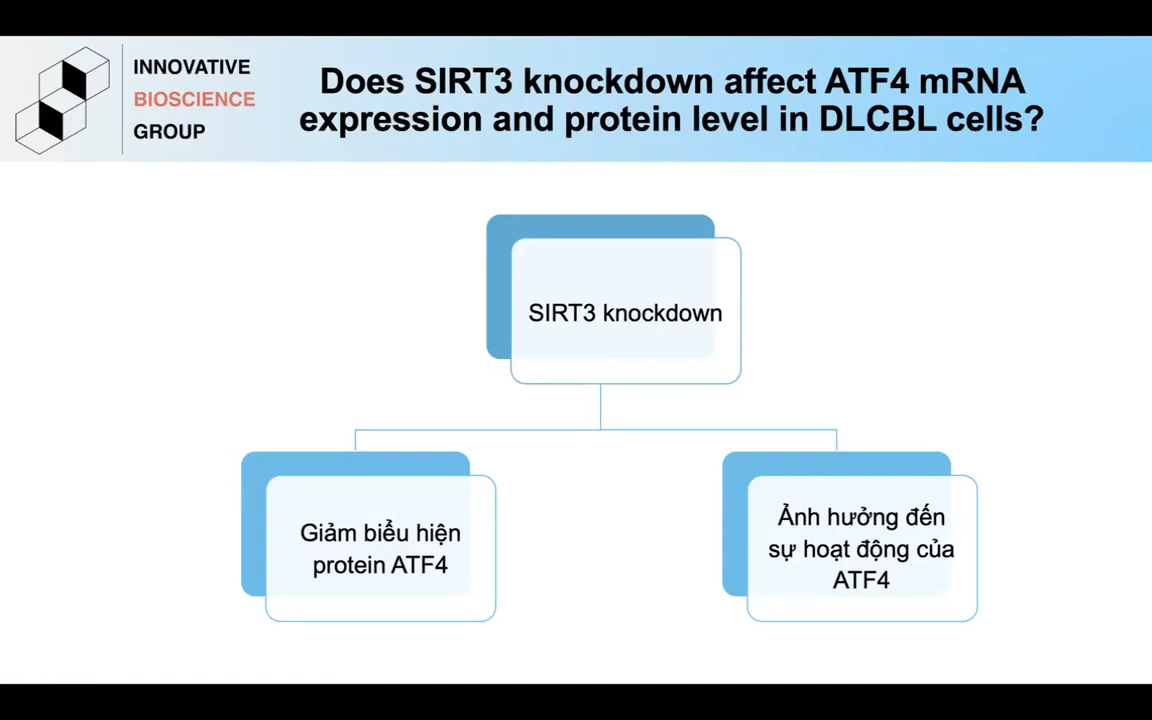 INNOVATIVE
BIOSCIENCE
GROUP
Does SIRT3 knockdown affect ATF4 mRNA
expression and protein level in DLCBL cells?
SIRT3 knockdown
Giảm biểu hiện
protein ATF4
Ảnh hưởng đến
sự hoạt động của
ATF4